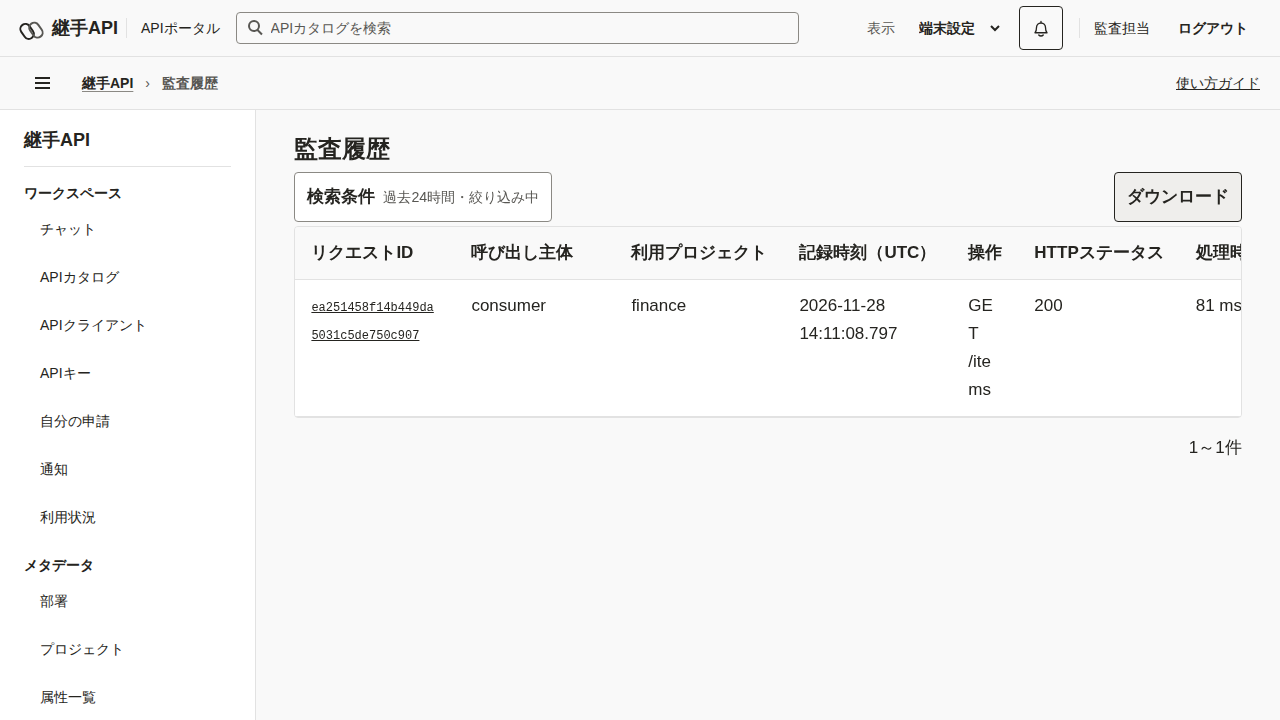 継手API
APIポータル
APIカタログを検索
表示
端末設定
監査担当
ログアウト
継手API › 監査履歴
使い方ガイド
継手API
ワークスペース
チャット
APIカタログ
APIクライアント
APIキー
自分の申請
通知
利用状況
メタデータ
部署
プロジェクト
属性一覧
監査履歴
検索条件 過去24時間・絞り込み中
ダウンロード
リクエストID 呼び出し主体 利用プロジェクト 記録時刻（UTC） 操作 HTTPステータス 処理時
ea251458f14b449da consumer finance 2026-11-28 GE 200 81 ms
5031c5de750c907 14:11:08.797 T
/ite
ms
1～1件